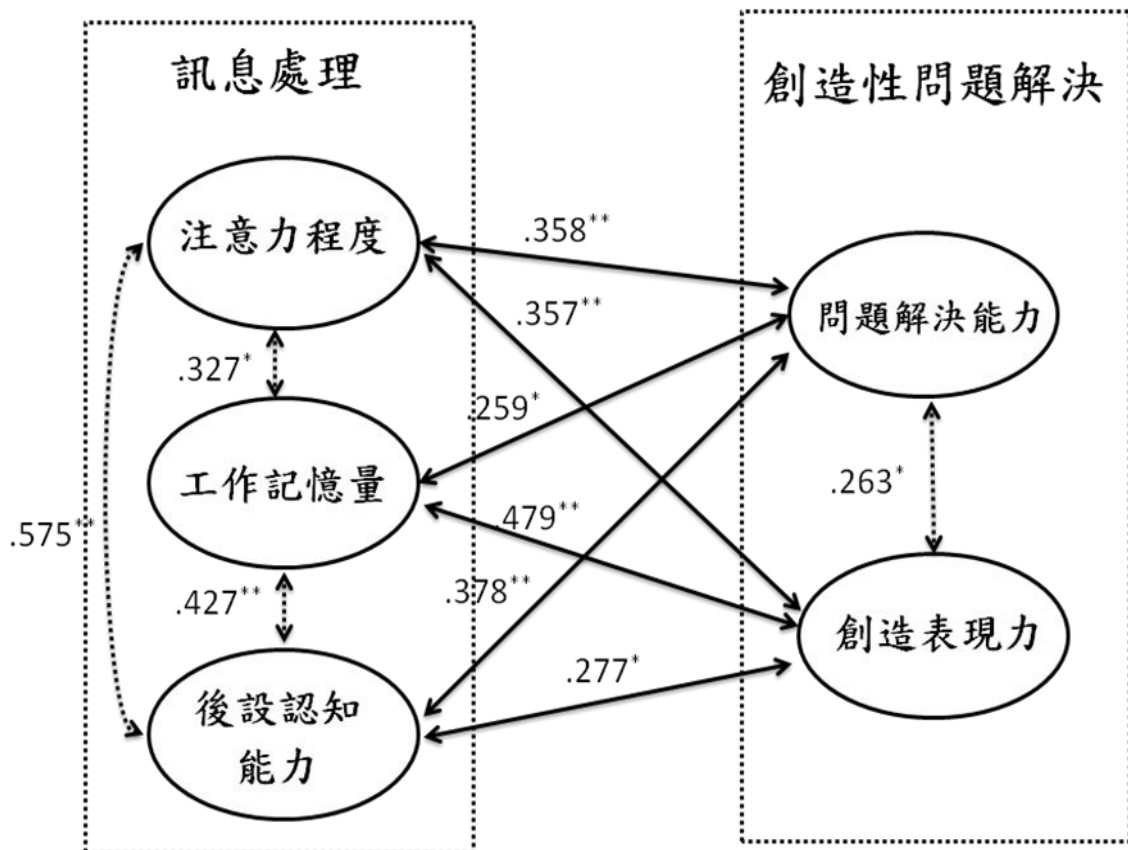 訊息處理
創造性問題解決
注意力程度
.358**
.357**
問題解決能力
.327*
.259*
工作記憶量
.263*
.479**
.575**
.378**
.427**
創造表現力
.277*
後設認知
能力